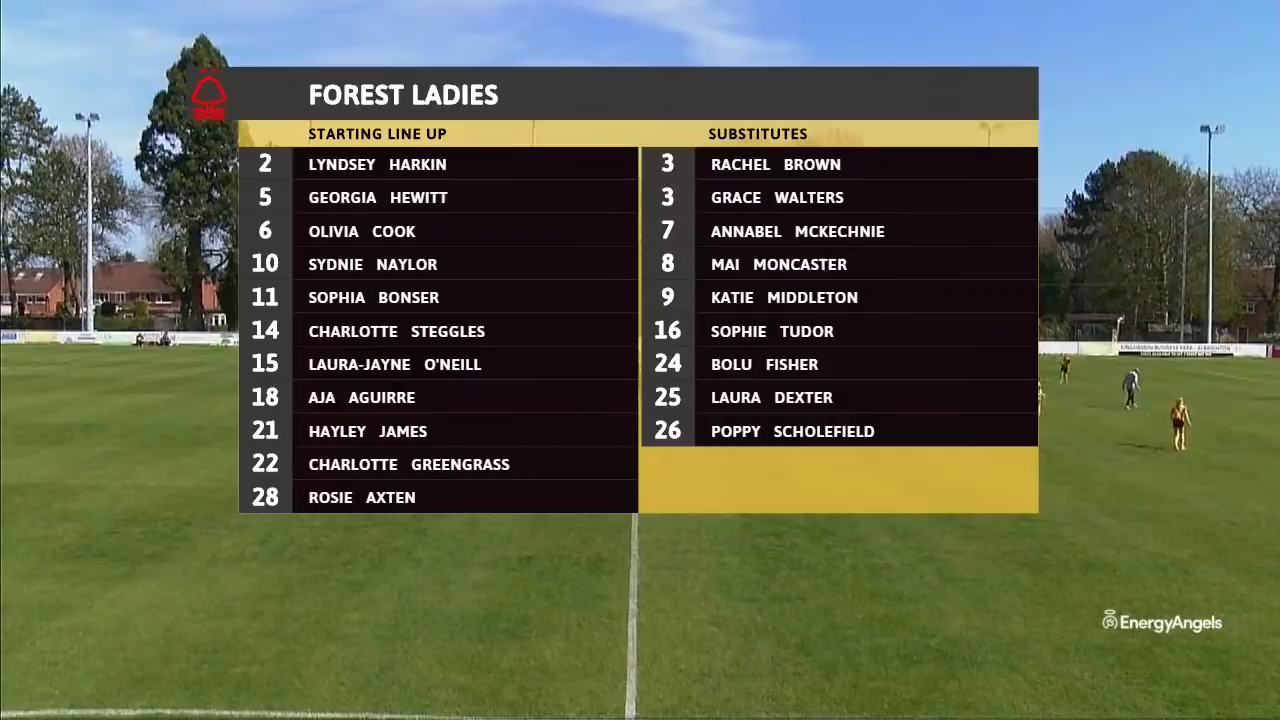 FOREST LADIES
STARTING LINE UP
2 LYNDSEY HARKIN
5 GEORGIA HEWITT
6 OLIVIA COOK
10 SYDNIE NAYLOR
11 SOPHIA BONSER
14 CHARLOTTE STEGGLES
15 LAURA-JAYNE O'NEILL
18 AJA AGUIRRE
21 HAYLEY JAMES
22 CHARLOTTE GREENGRASS
28 ROSIE AXTEN
SUBSTITUTES
3 RACHEL BROWN
3 GRACE WALTERS
7 ANNABEL MCKECHNIE
8 MAI MONCASTER
9 KATIE MIDDLETON
16 SOPHIE TUDOR
24 BOLU FISHER
25 LAURA DEXTER
26 POPPY SCHOLEFIELD
EnergyAngels